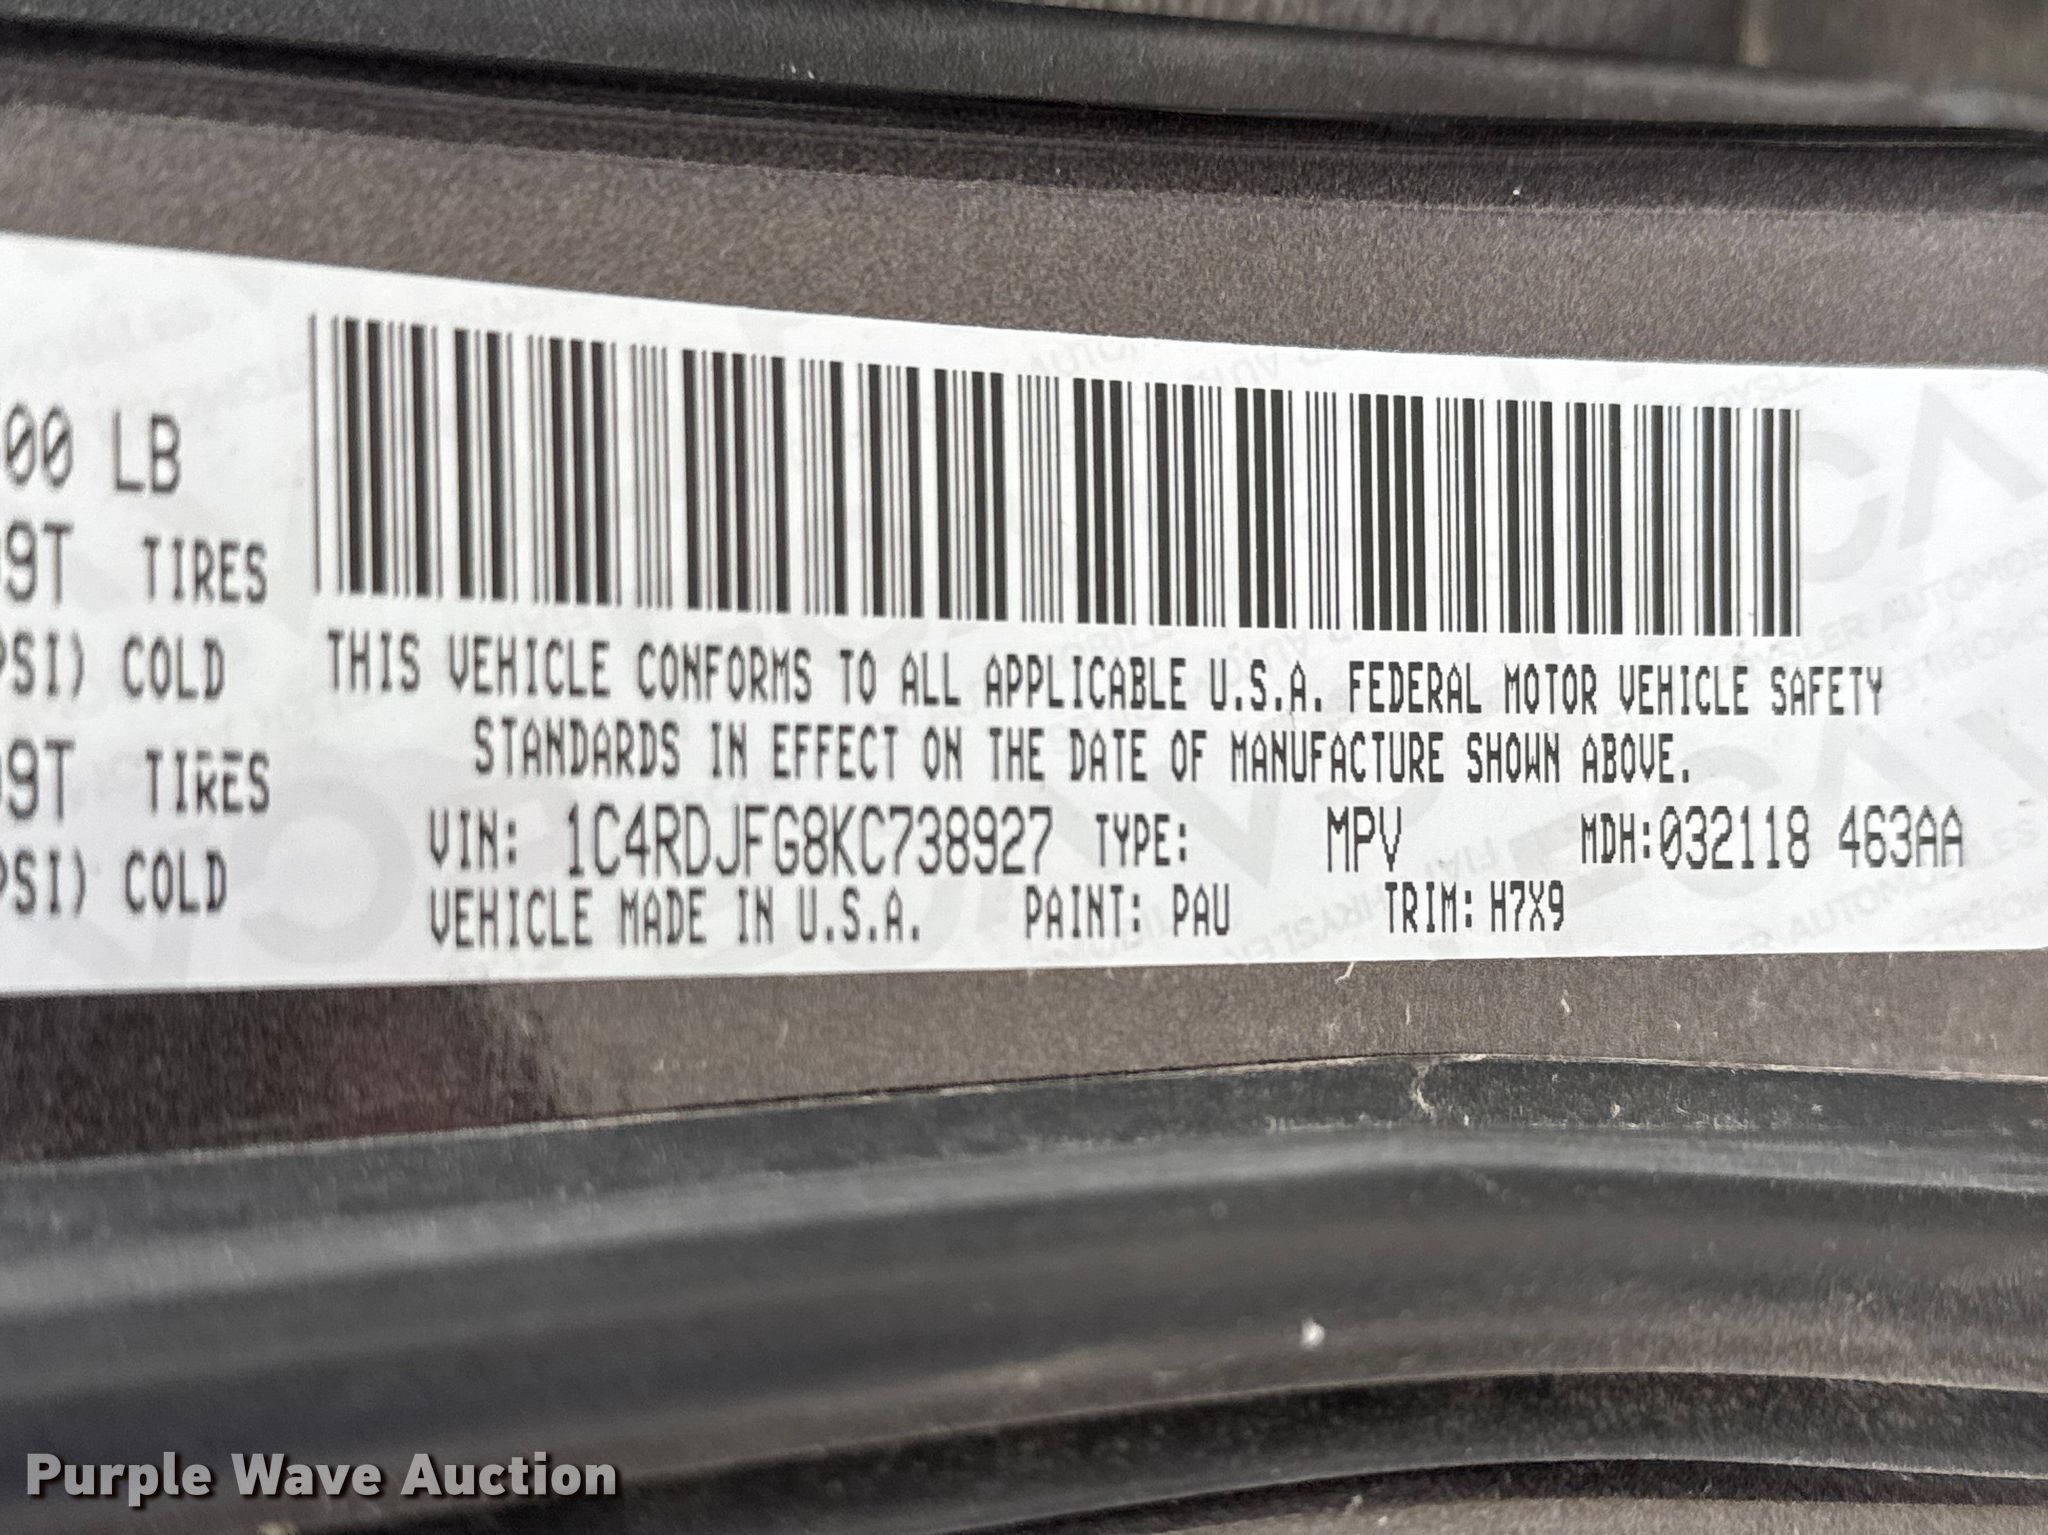 00 LB
9T TIRES
PSI) COLD
9T TIRES
PSI) COLD
THIS VEHICLE CONFORMS TO ALL APPLICABLE U.S.A. FEDERAL MOTOR VEHICLE SAFETY
STANDARDS IN EFFECT ON THE DATE OF MANUFACTURE SHOWN ABOVE.
VIN: 1C4RDJFG8KC738927 TYPE: MPV MDH:032118 463AA
VEHICLE MADE IN U.S.A. PAINT: PAU TRIM: H7X9
Purple Wave Auction